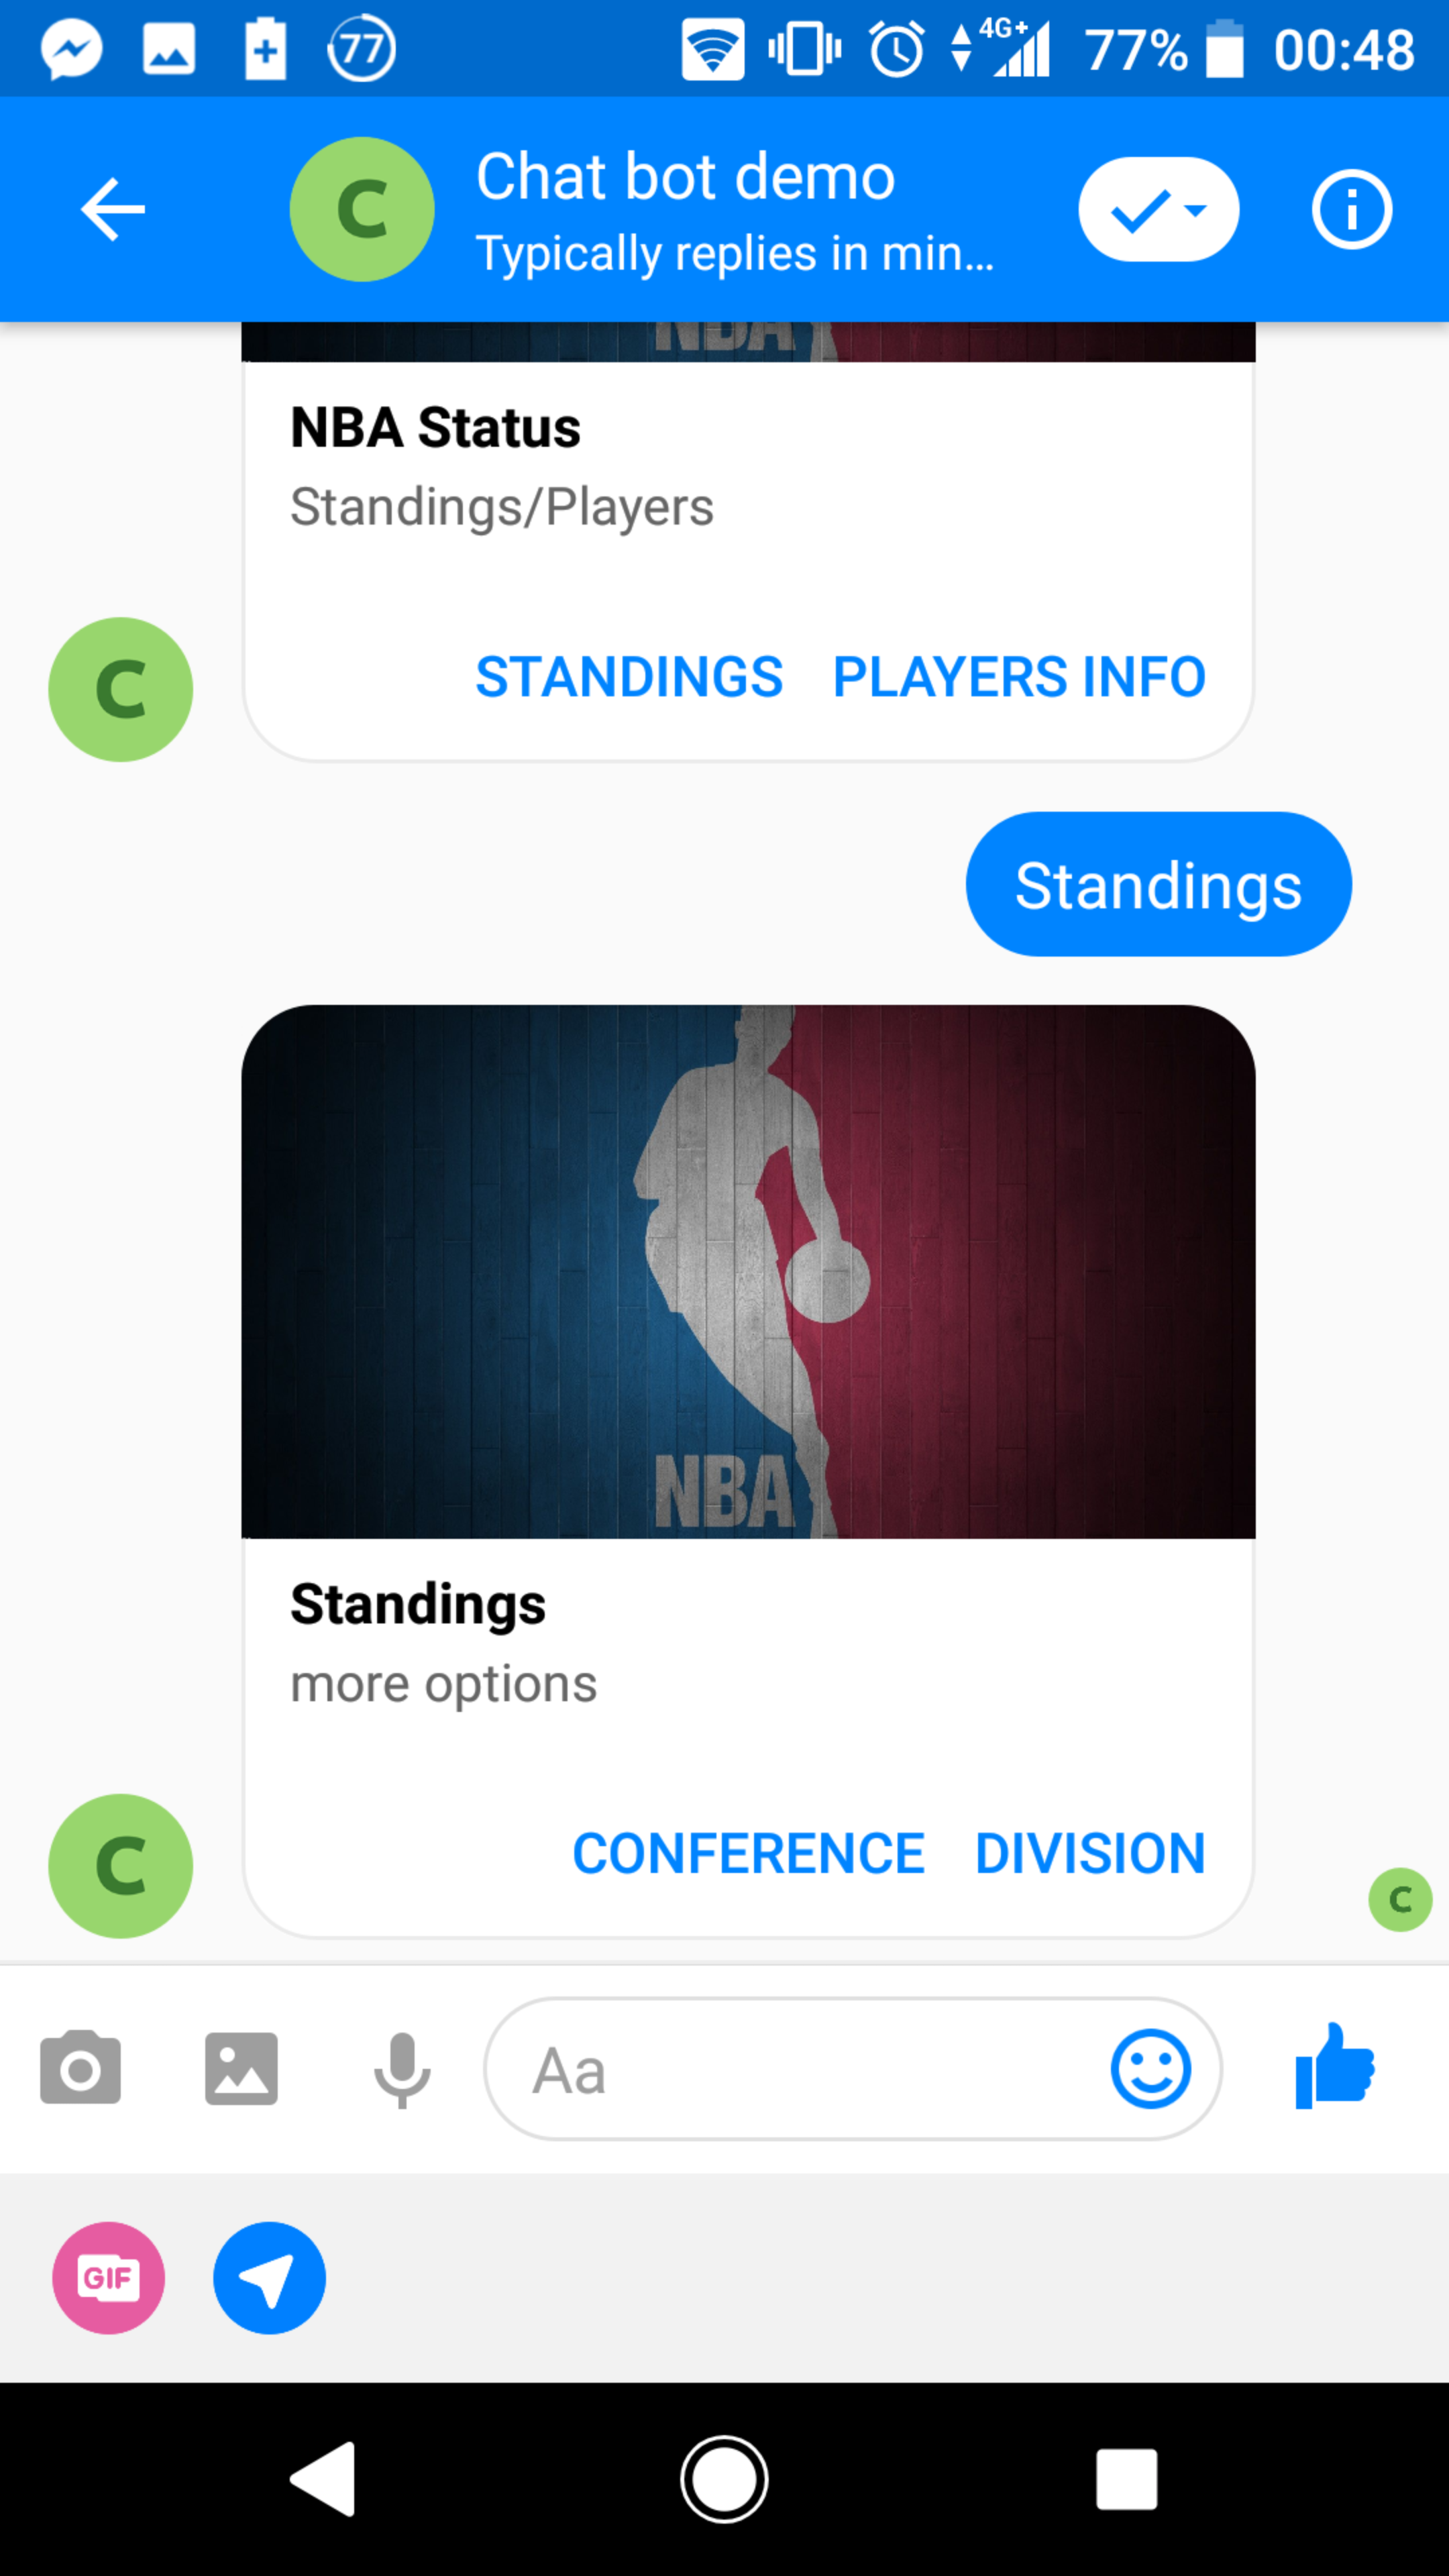 77
4G+
77%
00:48
C
Chat bot demo
Typically replies in min...
NBA
NBA Status
Standings/Players
C
STANDINGS PLAYERS INFO
Standings
NBA
Standings
more options
C
CONFERENCE DIVISION
C
Aa
GIF